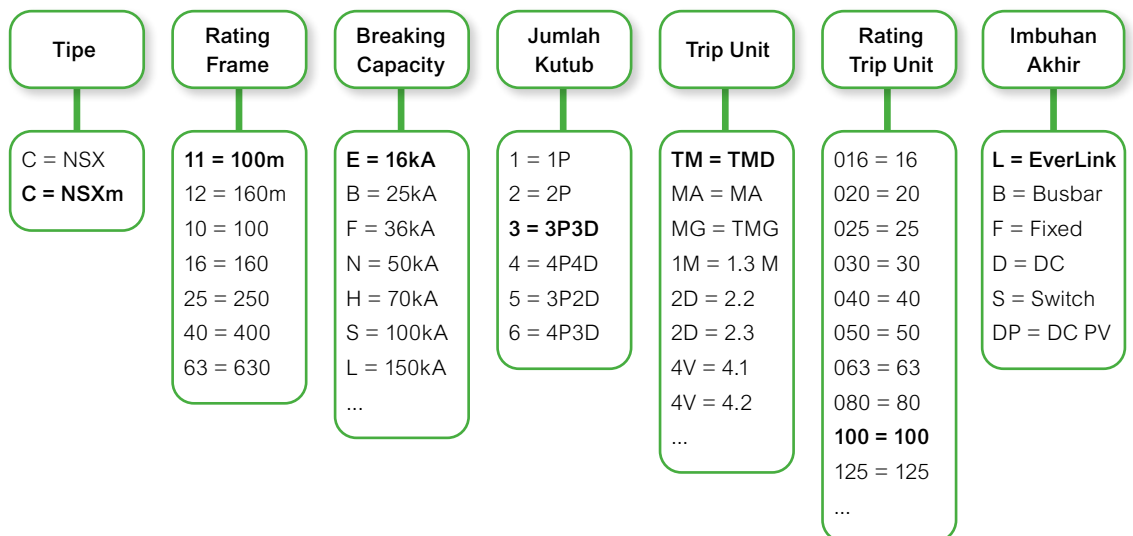 Tipe
C = NSX
C = NSXm
Rating
Frame
11 = 100m
12 = 160m
10 = 100
16 = 160
25 = 250
40 = 400
63 = 630
Breaking
Capacity
E = 16kA
B = 25kA
F = 36kA
N = 50kA
H = 70kA
S = 100kA
L = 150kA
...
Jumlah
Kutub
1 = 1P
2 = 2P
3 = 3P3D
4 = 4P4D
5 = 3P2D
6 = 4P3D
Trip Unit
TM = TMD
MA = MA
MG = TMG
1M = 1.3 M
2D = 2.2
2D = 2.3
4V = 4.1
4V = 4.2
...
Rating
Trip Unit
016 = 16
020 = 20
025 = 25
030 = 30
040 = 40
050 = 50
063 = 63
080 = 80
100 = 100
125 = 125
...
Imbuhan
Akhir
L = EverLink
B = Busbar
F = Fixed
D = DC
S = Switch
DP = DC PV